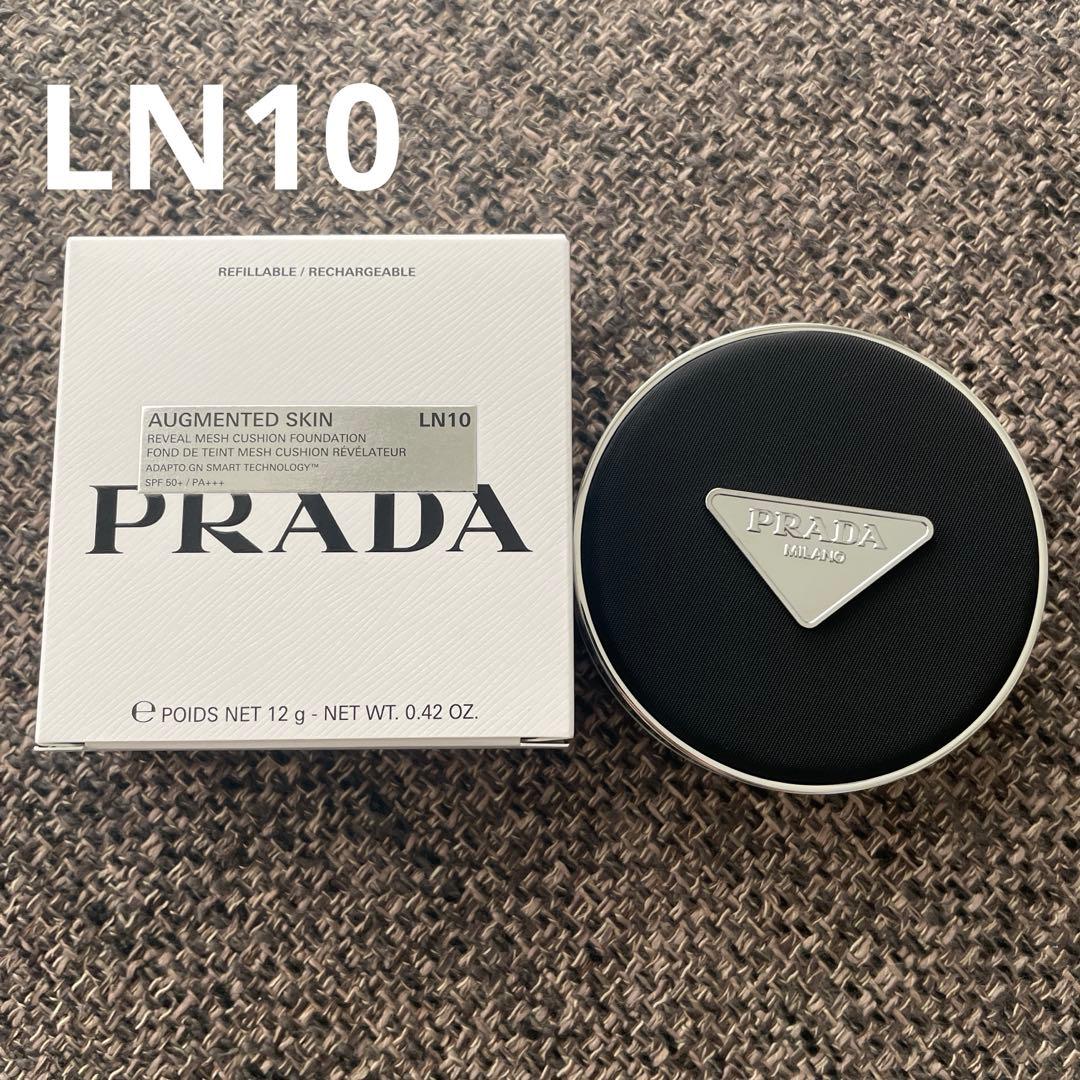 LN10
REFILLABLE / RECHARGEABLE
AUGMENTED SKIN LN10
REVEAL MESH CUSHION FOUNDATION
FOND DE TEINT MESH CUSHION RÉVÉLATEUR
ADAPTO.GN SMART TECHNOLOGY™
SPF 50+ / PA+++
PRADA
℮ POIDS NET 12 g - NET WT. 0.42 OZ.
PRADA
MILANO